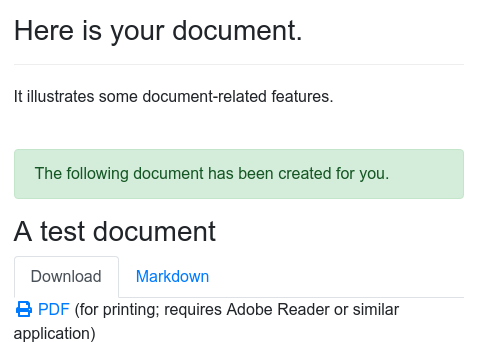 Here is your document.
It illustrates some document-related features.
The following document has been created for you.
A test document
Download Markdown
PDF (for printing; requires Adobe Reader or similar
application)